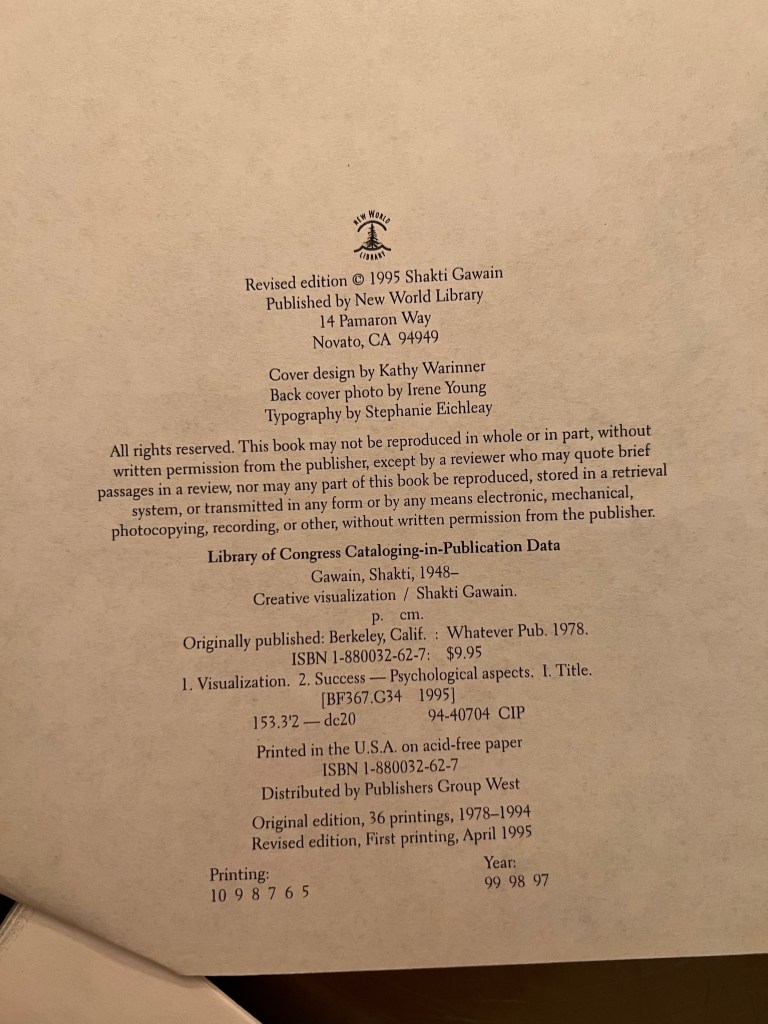 NEW WORLD
LIBRARY
Revised edition © 1995 Shakti Gawain
Published by New World Library
14 Pamaron Way
Novato, CA 94949
Cover design by Kathy Warinner
Back cover photo by Irene Young
Typography by Stephanie Eichleay
All rights reserved. This book may not be reproduced in whole or in part, without
written permission from the publisher, except by a reviewer who may quote brief
passages in a review, nor may any part of this book be reproduced, stored in a retrieval
system, or transmitted in any form or by any means electronic, mechanical,
photocopying, recording, or other, without written permission from the publisher.
Library of Congress Cataloging-in-Publication Data
Gawain, Shakti, 1948–
Creative visualization / Shakti Gawain.
p. cm.
Originally published: Berkeley, Calif. : Whatever Pub. 1978.
ISBN 1-880032-62-7: $9.95
1. Visualization. 2. Success — Psychological aspects. I. Title.
[BF367.G34 1995]
153.3'2 — dc20 94-40704 CIP
Printed in the U.S.A. on acid-free paper
ISBN 1-880032-62-7
Distributed by Publishers Group West
Original edition, 36 printings, 1978–1994
Revised edition, First printing, April 1995
Printing: Year:
10 9 8 7 6 5 99 98 97